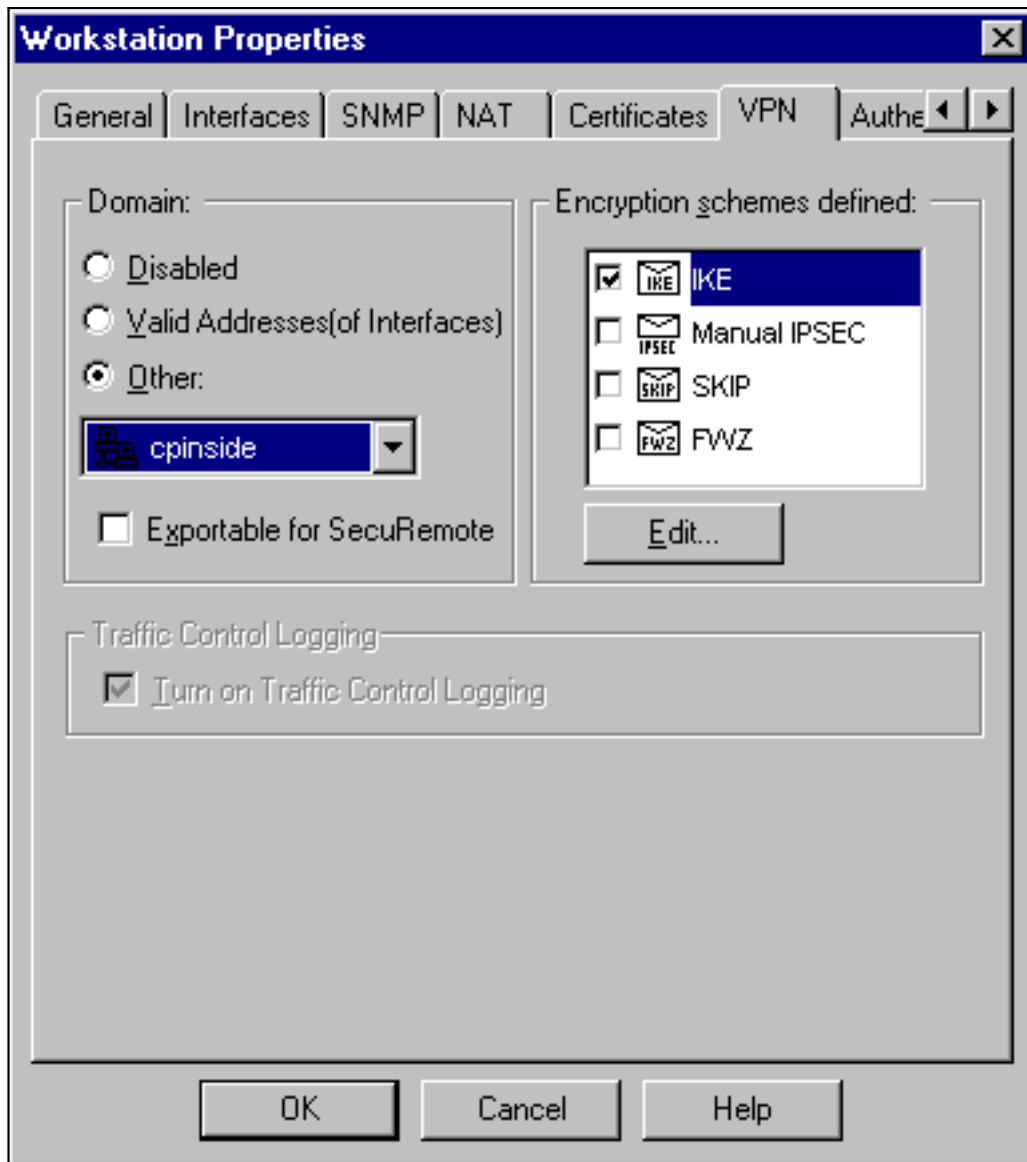 Workstation Properties
General Interfaces SNMP NAT Certificates VPN Authe
Domain:
Disabled
Valid Addresses(of Interfaces)
Other:
cpinside
Exportable for SecuRemote
Encryption schemes defined:
IKE IKE
IPSEC Manual IPSEC
SKIP SKIP
FWZ FWZ
Edit...
Traffic Control Logging
Turn on Traffic Control Logging
OK Cancel Help